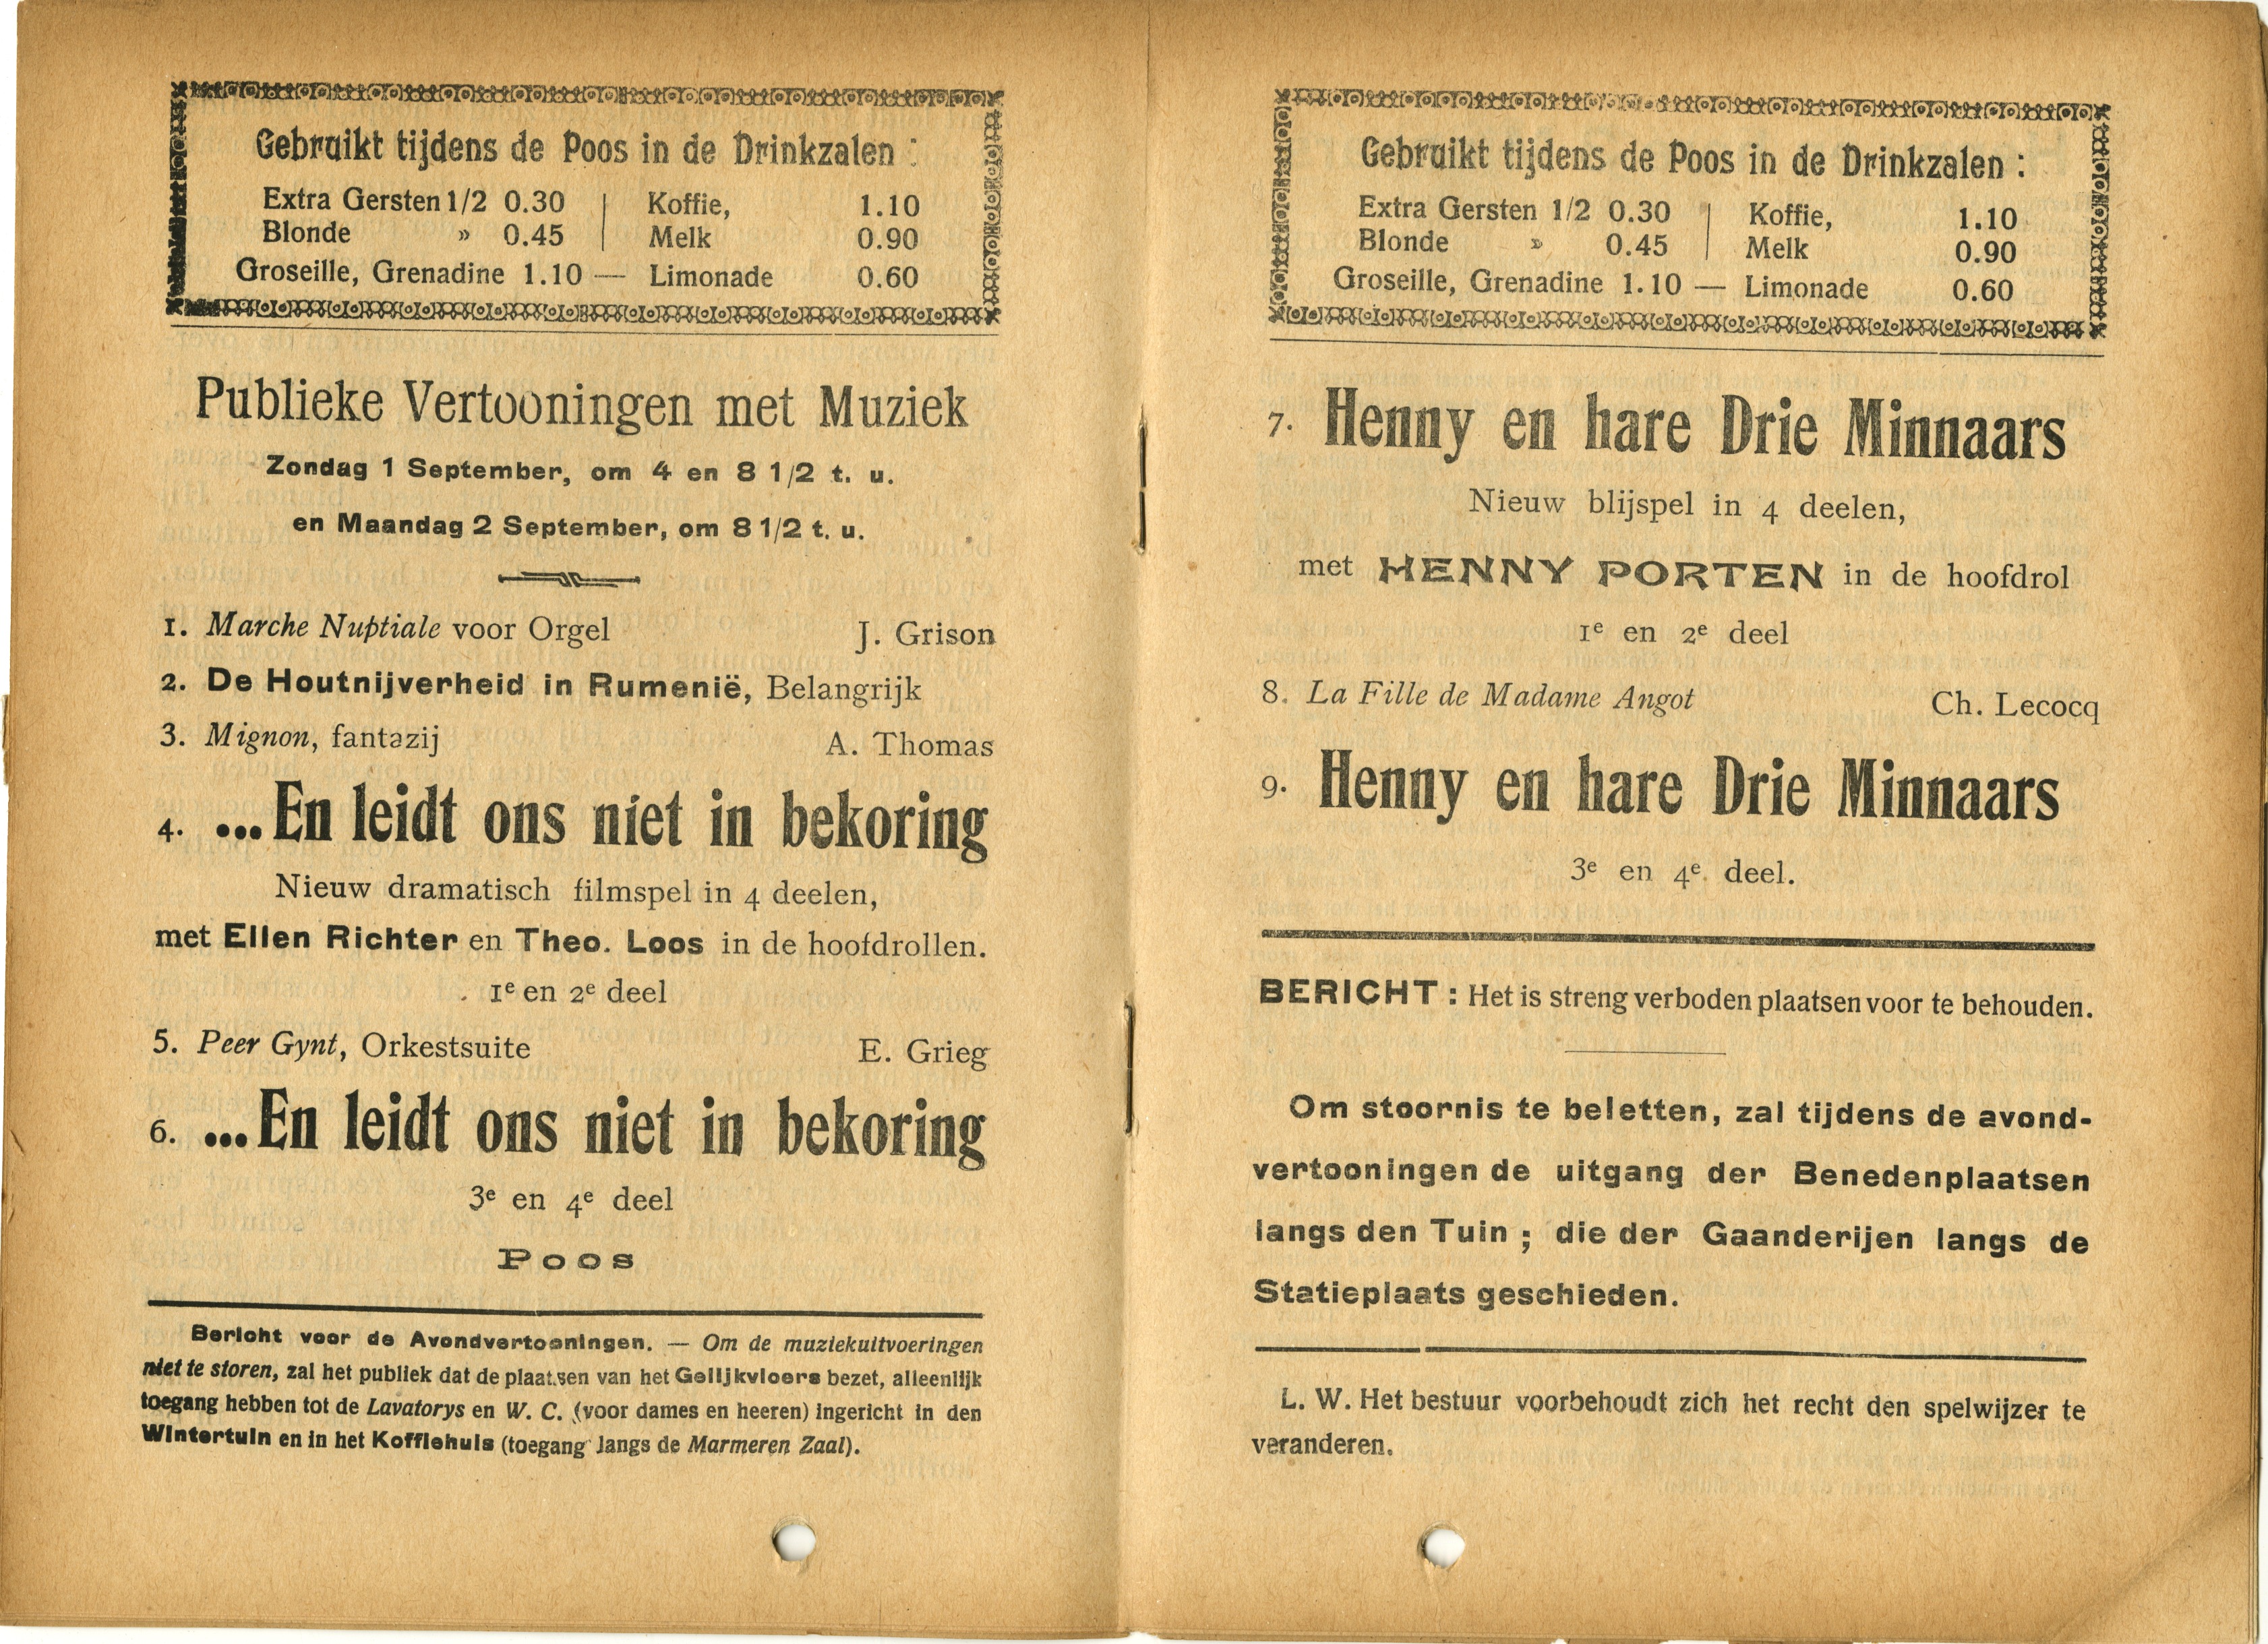 Gebruikt tijdens de Poos in de Drinkzalen :
Extra Gersten 1/2 0.30 | Koffie, 1.10
Blonde » 0.45 | Melk 0.90
Groseille, Grenadine 1.10 — Limonade 0.60
Publieke Vertooningen met Muziek
Zondag 1 September, om 4 en 8 1/2 t. u.
en Maandag 2 September, om 8 1/2 t. u.
1. Marche Nuptiale voor Orgel J. Grison
2. De Houtnijverheid in Rumenië, Belangrijk
3. Mignon, fantazij A. Thomas
4. ...En leidt ons niet in bekoring
Nieuw dramatisch filmspel in 4 deelen,
met Ellen Richter en Theo. Loos in de hoofdrollen.
1e en 2e deel
5. Peer Gynt, Orkestsuite E. Grieg
6. ...En leidt ons niet in bekoring
3e en 4e deel
Poos
Bericht voor de Avondvertooningen. — Om de muziekuitvoeringen
niet te storen, zal het publiek dat de plaatsen van het Gelijkvloers bezet, alleenlijk
toegang hebben tot de Lavatorys en W. C. (voor dames en heeren) ingericht in den
Wintertuin en in het Koffiehuis (toegang langs de Marmeren Zaal).
Gebruikt tijdens de Poos in de Drinkzalen :
Extra Gersten 1/2 0.30 | Koffie, 1.10
Blonde » 0.45 | Melk 0.90
Groseille, Grenadine 1.10 — Limonade 0.60
7. Henny en hare Drie Minnaars
Nieuw blijspel in 4 deelen,
met HENNY PORTEN in de hoofdrol
1e en 2e deel
8. La Fille de Madame Angot Ch. Lecocq
9. Henny en hare Drie Minnaars
3e en 4e deel.
BERICHT : Het is streng verboden plaatsen voor te behouden.
Om stoornis te beletten, zal tijdens de avond-
vertooningen de uitgang der Benedenplaatsen
langs den Tuin ; die der Gaanderijen langs de
Statieplaats geschieden.
L. W. Het bestuur voorbehoudt zich het recht den spelwijzer te
veranderen.